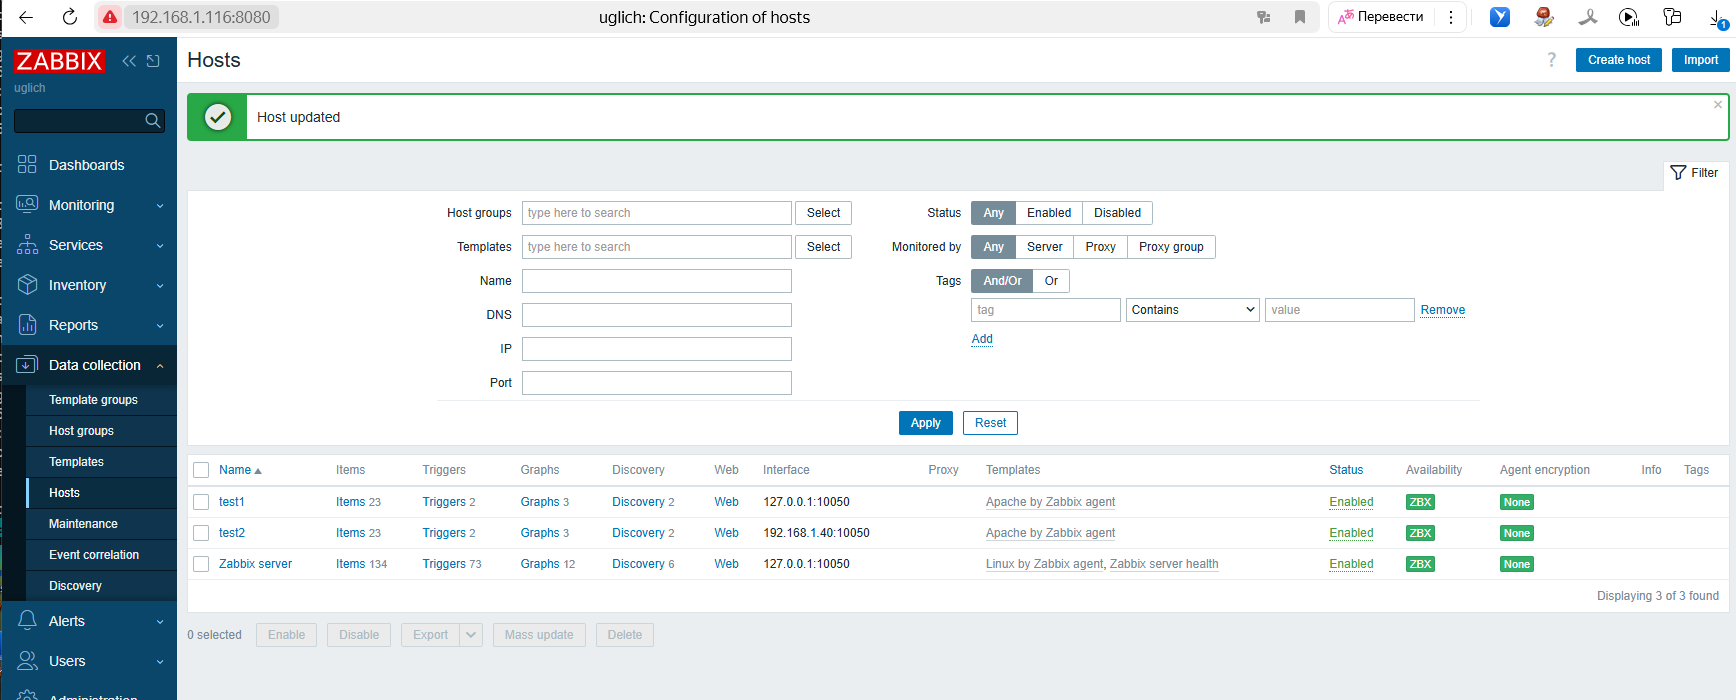 192.168.1.116:8080 uglich: Configuration of hosts Перевести
1
ZABBIX
uglich
Dashboards
Monitoring
Services
Inventory
Reports
Data collection
Template groups
Host groups
Templates
Hosts
Maintenance
Event correlation
Discovery
Alerts
Users
Administration
Hosts ? Create host Import
Host updated
Filter
Host groups type here to search Select
Templates type here to search Select
Name
DNS
IP
Port
Status Any Enabled Disabled
Monitored by Any Server Proxy Proxy group
Tags And/Or Or
tag Contains value Remove
Add
Apply Reset
Name Items Triggers Graphs Discovery Web Interface Proxy Templates Status Availability Agent encryption Info Tags
test1 Items 23 Triggers 2 Graphs 3 Discovery 2 Web 127.0.0.1:10050 Apache by Zabbix agent Enabled ZBX None
test2 Items 23 Triggers 2 Graphs 3 Discovery 2 Web 192.168.1.40:10050 Apache by Zabbix agent Enabled ZBX None
Zabbix server Items 134 Triggers 73 Graphs 12 Discovery 6 Web 127.0.0.1:10050 Linux by Zabbix agent, Zabbix server health Enabled ZBX None
Displaying 3 of 3 found
0 selected Enable Disable Export Mass update Delete